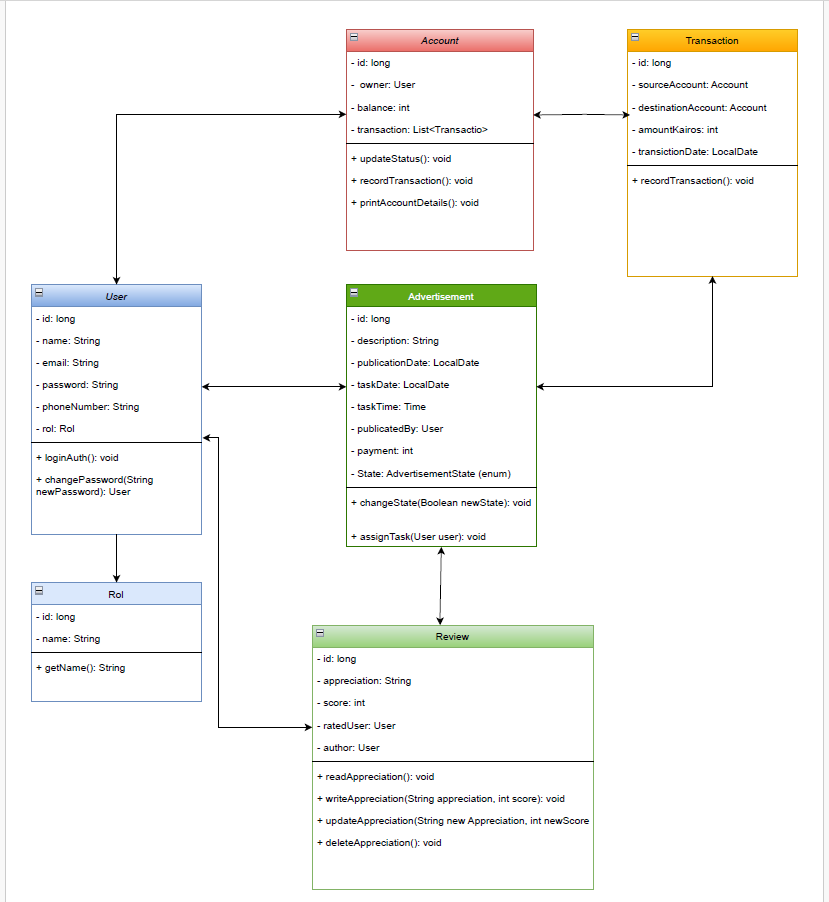 Account
- id: long
- owner: User
- balance: int
- transaction: List<Transactio>
+ updateStatus(): void
+ recordTransaction(): void
+ printAccountDetails(): void
Transaction
- id: long
- sourceAccount: Account
- destinationAccount: Account
- amountKairos: int
- transictionDate: LocalDate
+ recordTransaction(): void
User
- id: long
- name: String
- email: String
- password: String
- phoneNumber: String
- rol: Rol
+ loginAuth(): void
+ changePassword(String
newPassword): User
Advertisement
- id: long
- description: String
- publicationDate: LocalDate
- taskDate: LocalDate
- taskTime: Time
- publicatedBy: User
- payment: int
- State: AdvertisementState (enum)
+ changeState(Boolean newState): void
+ assignTask(User user): void
Rol
- id: long
- name: String
+ getName(): String
Review
- id: long
- appreciation: String
- score: int
- ratedUser: User
- author: User
+ readAppreciation(): void
+ writeAppreciation(String appreciation, int score): void
+ updateAppreciation(String new Appreciation, int newScore
+ deleteAppreciation(): void